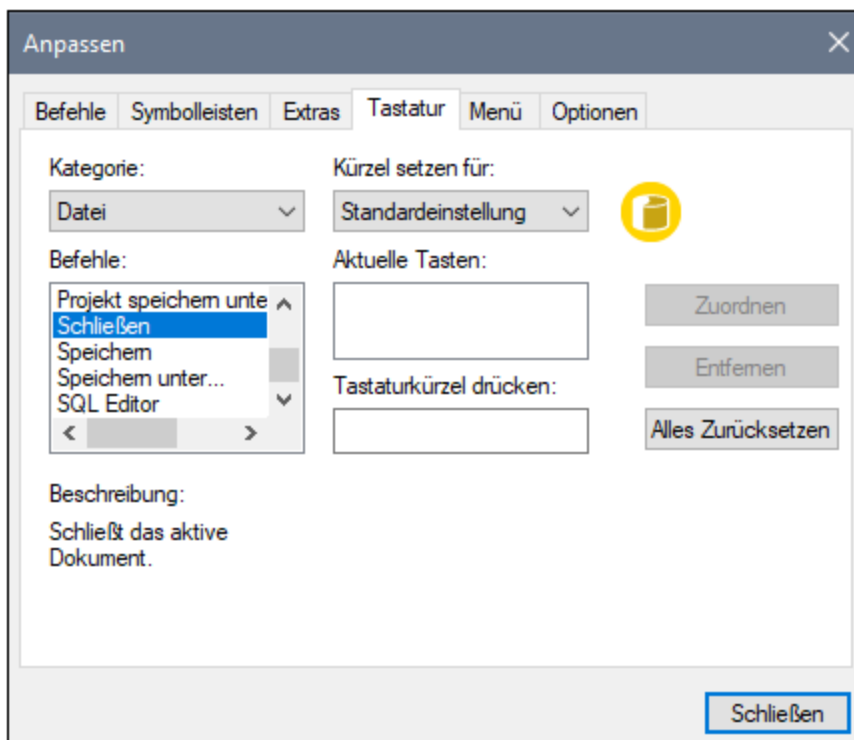 Anpassen
Befehle Symbolleisten Extras Tastatur Menü Optionen
Kategorie: Kürzel setzen für:
Datei Standardeinstellung
Befehle: Aktuelle Tasten:
Projekt speichern unte
Schließen
Speichern
Speichern unter...
SQL Editor
Zuordnen
Entfernen
Tastaturkürzel drücken:
Alles Zurücksetzen
Beschreibung:
Schließt das aktive
Dokument.
Schließen